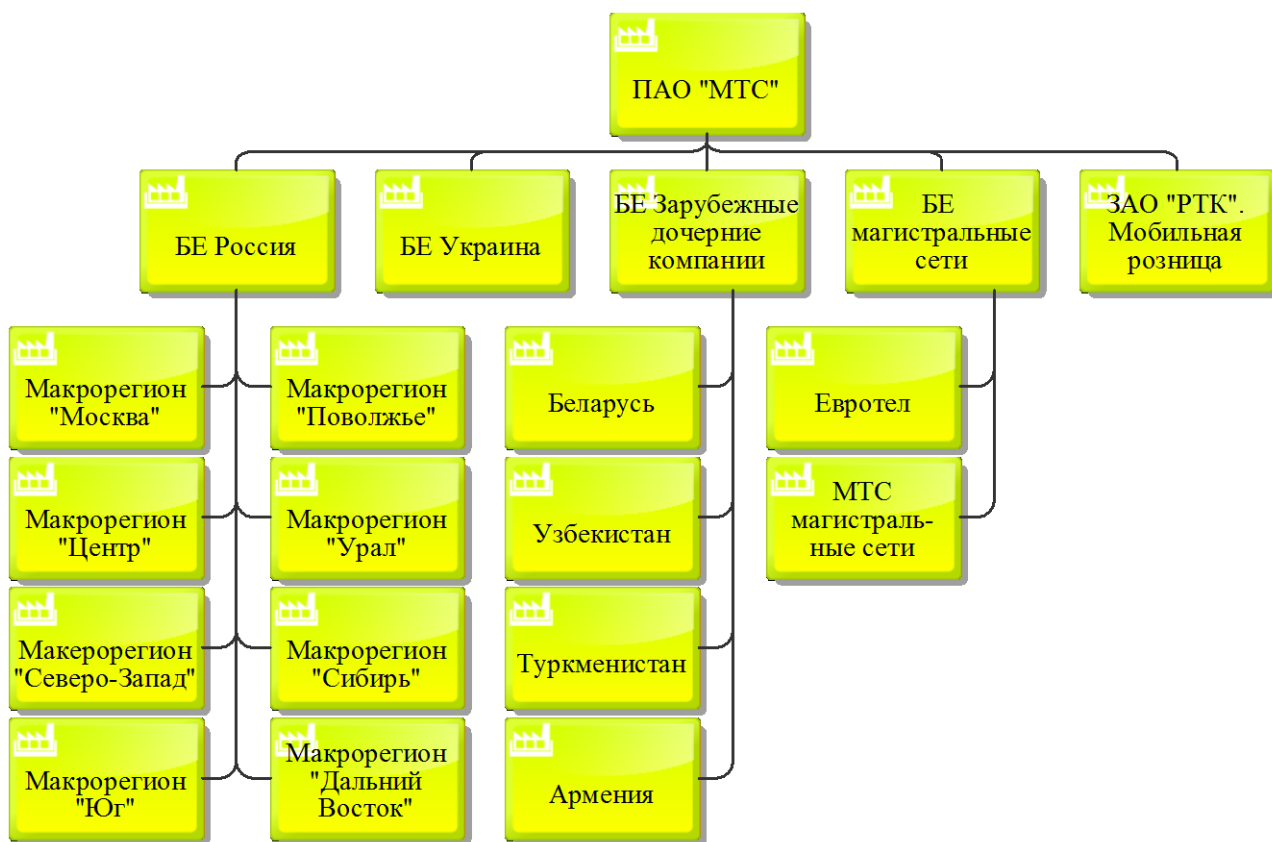 ПАО "МТС"
БЕ Россия
БЕ Украина
БЕ Зарубежные
дочерние
компании
БЕ
магистральные
сети
ЗАО "РТК".
Мобильная
розница
Макрорегион
"Москва"
Макрорегион
"Поволжье"
Беларусь
Евротел
Макрорегион
"Центр"
Макрорегион
"Урал"
Узбекистан
МТС
магистраль-
ные сети
Макерорегион
"Северо-Запад"
Макрорегион
"Сибирь"
Туркменистан
Макрорегион
"Юг"
Макрорегион
"Дальний
Восток"
Армения